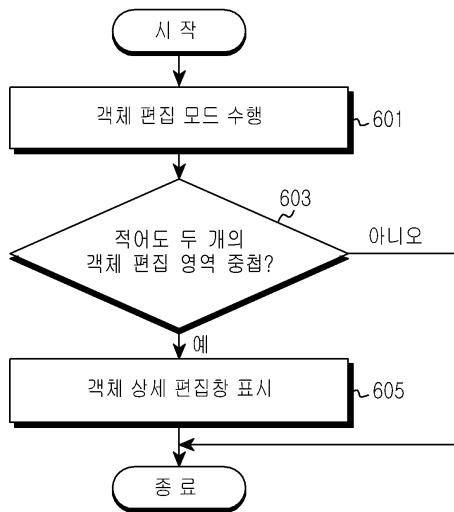 시 작
객체 편집 모드 수행
601
603
적어도 두 개의
객체 편집 영역 중첩?
아니오
예
객체 상세 편집창 표시
605
종 료